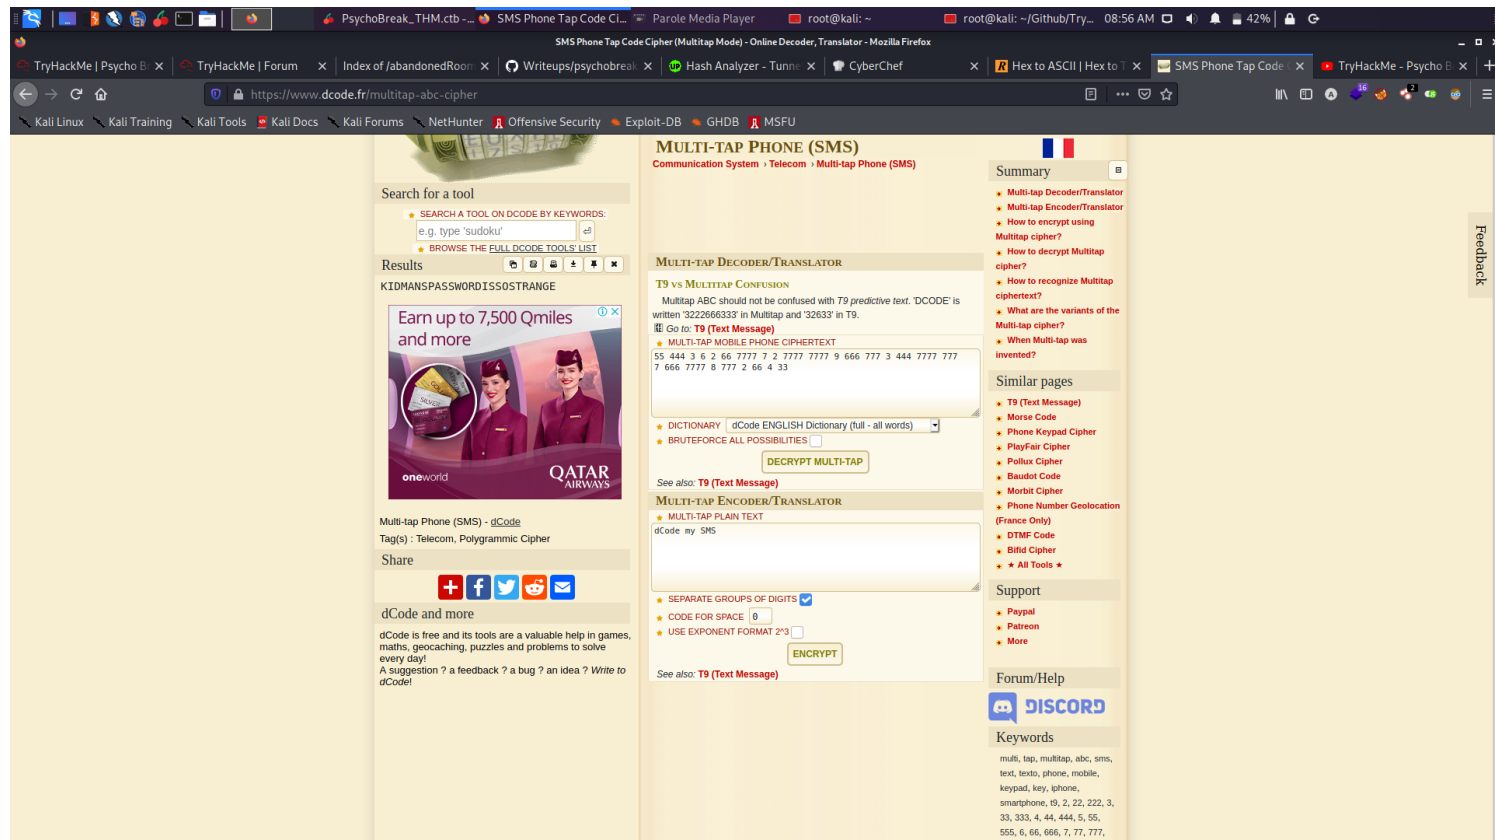 PsychoBreak_THM.ctb -...
SMS Phone Tap Code Ci...
Parole Media Player
root@kali: ~
root@kali: ~/Github/Try...
08:56 AM
42%
SMS Phone Tap Code Cipher (Multitap Mode) - Online Decoder, Translator - Mozilla Firefox
TryHackMe | Psycho B
TryHackMe | Forum
Index of /abandonedRoom
Writeups/psychobreak
Hash Analyzer - Tunne
CyberChef
Hex to ASCII | Hex to T
SMS Phone Tap Code
TryHackMe - Psycho B
https://www.dcode.fr/multitap-abc-cipher
16
2
Kali Linux
Kali Training
Kali Tools
Kali Docs
Kali Forums
NetHunter
Offensive Security
Exploit-DB
GHDB
MSFU
Search for a tool
SEARCH A TOOL ON DCODE BY KEYWORDS:
e.g. type 'sudoku'
BROWSE THE FULL DCODE TOOLS' LIST
Results
KIDMANSPASSWORDISSOSTRANGE
Earn up to 7,500 Qmiles
and more
GOLD
SILVER
oneworld
QATAR
AIRWAYS
Multi-tap Phone (SMS) - dCode
Tag(s) : Telecom, Polygrammic Cipher
Share
dCode and more
dCode is free and its tools are a valuable help in games,
maths, geocaching, puzzles and problems to solve
every day!
A suggestion ? a feedback ? a bug ? an idea ? Write to
dCode!
MULTI-TAP PHONE (SMS)
Communication System › Telecom › Multi-tap Phone (SMS)
MULTI-TAP DECODER/TRANSLATOR
T9 VS MULTITAP CONFUSION
Multitap ABC should not be confused with T9 predictive text. 'DCODE' is
written '3222666333' in Multitap and '32633' in T9.
Go to: T9 (Text Message)
MULTI-TAP MOBILE PHONE CIPHERTEXT
55 444 3 6 2 66 7777 7 2 7777 7777 9 666 777 3 444 7777 777
7 666 7777 8 777 2 66 4 33
DICTIONARY dCode ENGLISH Dictionary (full - all words)
BRUTEFORCE ALL POSSIBILITIES
DECRYPT MULTI-TAP
See also: T9 (Text Message)
MULTI-TAP ENCODER/TRANSLATOR
MULTI-TAP PLAIN TEXT
dCode my SMS
SEPARATE GROUPS OF DIGITS
CODE FOR SPACE 0
USE EXPONENT FORMAT 2^3
ENCRYPT
See also: T9 (Text Message)
Summary
Multi-tap Decoder/Translator
Multi-tap Encoder/Translator
How to encrypt using
Multitap cipher?
How to decrypt Multitap
cipher?
How to recognize Multitap
ciphertext?
What are the variants of the
Multi-tap cipher?
When Multi-tap was
invented?
Similar pages
T9 (Text Message)
Morse Code
Phone Keypad Cipher
PlayFair Cipher
Pollux Cipher
Baudot Code
Morbit Cipher
Phone Number Geolocation
(France Only)
DTMF Code
Bifid Cipher
★ All Tools ★
Support
Paypal
Patreon
More
Forum/Help
DISCORD
Keywords
multi, tap, multitap, abc, sms,
text, texto, phone, mobile,
keypad, key, iphone,
smartphone, t9, 2, 22, 222, 3,
33, 333, 4, 44, 444, 5, 55,
555, 6, 66, 666, 7, 77, 777,
Feedback